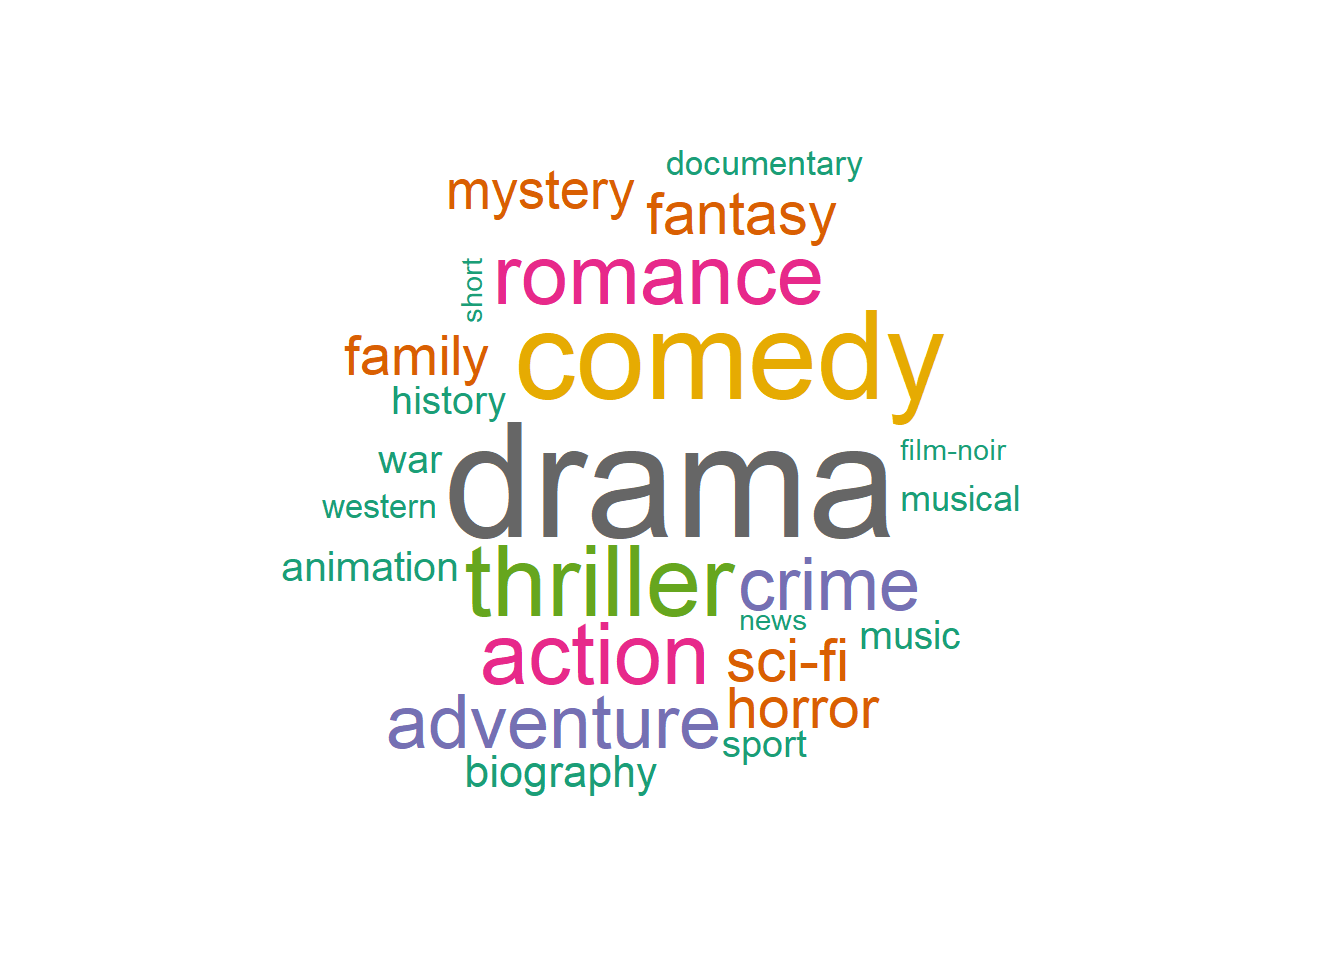 documentary
mystery
fantasy
romance
short
comedy
family
history
drama
film-noir
war
musical
western
thriller
crime
animation
news
music
action
sci-fi
horror
adventure
sport
biography